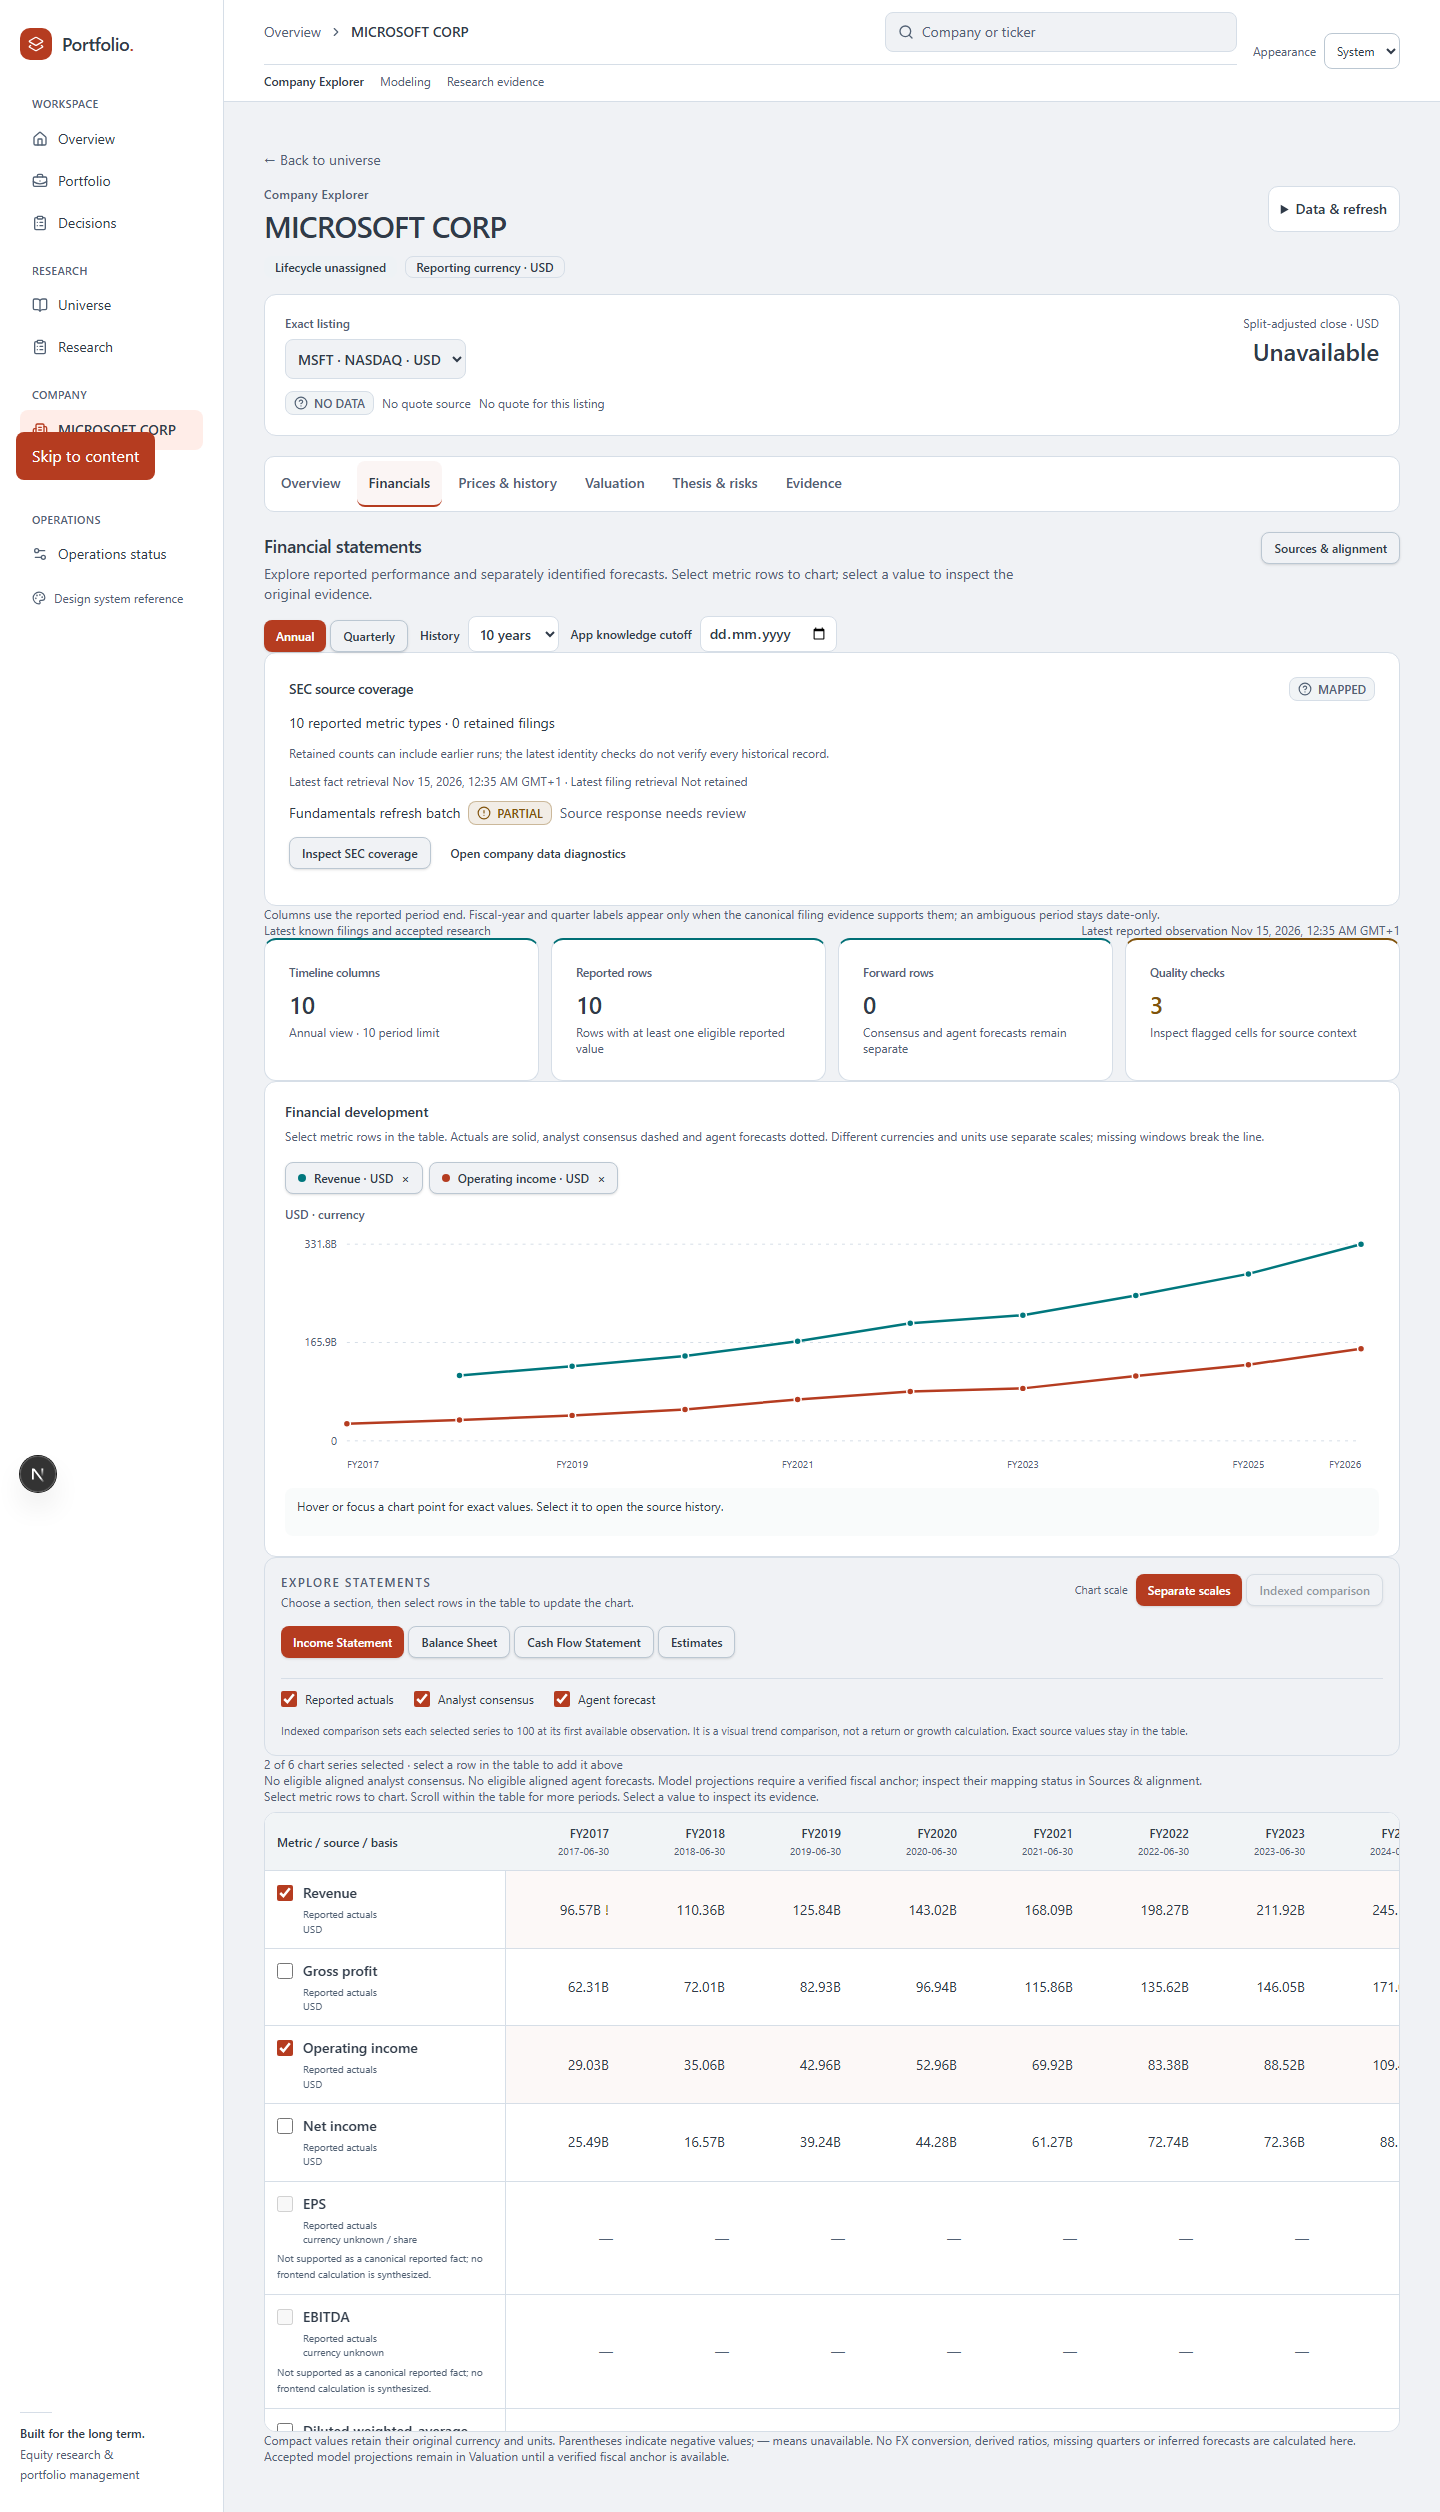 Portfolio.
WORKSPACE
Overview
Portfolio
Decisions
RESEARCH
Universe
Research
COMPANY
MICROSOFT CORP
Skip to content
OPERATIONS
Operations status
Design system reference
Built for the long term.
Equity research &
portfolio management
Overview > MICROSOFT CORP
Company or ticker
Appearance System
Company Explorer Modeling Research evidence
← Back to universe
Company Explorer
MICROSOFT CORP
▶ Data & refresh
Lifecycle unassigned Reporting currency · USD
Exact listing
MSFT · NASDAQ · USD
NO DATA No quote source No quote for this listing
Split-adjusted close · USD
Unavailable
Overview Financials Prices & history Valuation Thesis & risks Evidence
Financial statements
Sources & alignment
Explore reported performance and separately identified forecasts. Select metric rows to chart; select a value to inspect the
original evidence.
Annual Quarterly History 10 years App knowledge cutoff dd.mm.yyyy
SEC source coverage
MAPPED
10 reported metric types · 0 retained filings
Retained counts can include earlier runs; the latest identity checks do not verify every historical record.
Latest fact retrieval Nov 15, 2026, 12:35 AM GMT+1 · Latest filing retrieval Not retained
Fundamentals refresh batch PARTIAL Source response needs review
Inspect SEC coverage Open company data diagnostics
Columns use the reported period end. Fiscal-year and quarter labels appear only when the canonical filing evidence supports them; an ambiguous period stays date-only.
Latest known filings and accepted research Latest reported observation Nov 15, 2026, 12:35 AM GMT+1
Timeline columns
10
Annual view · 10 period limit
Reported rows
10
Rows with at least one eligible reported
value
Forward rows
0
Consensus and agent forecasts remain
separate
Quality checks
3
Inspect flagged cells for source context
Financial development
Select metric rows in the table. Actuals are solid, analyst consensus dashed and agent forecasts dotted. Different currencies and units use separate scales; missing windows break the line.
Revenue · USD × Operating income · USD ×
USD · currency
331.8B
165.9B
0
FY2017 FY2019 FY2021 FY2023 FY2025 FY2026
Hover or focus a chart point for exact values. Select it to open the source history.
EXPLORE STATEMENTS
Choose a section, then select rows in the table to update the chart.
Chart scale Separate scales Indexed comparison
Income Statement Balance Sheet Cash Flow Statement Estimates
Reported actuals Analyst consensus Agent forecast
Indexed comparison sets each selected series to 100 at its first available observation. It is a visual trend comparison, not a return or growth calculation. Exact source values stay in the table.
2 of 6 chart series selected · select a row in the table to add it above
No eligible aligned analyst consensus. No eligible aligned agent forecasts. Model projections require a verified fiscal anchor; inspect their mapping status in Sources & alignment.
Select metric rows to chart. Scroll within the table for more periods. Select a value to inspect its evidence.
Metric / source / basis FY2017 FY2018 FY2019 FY2020 FY2021 FY2022 FY2023 FY2
2017-06-30 2018-06-30 2019-06-30 2020-06-30 2021-06-30 2022-06-30 2023-06-30 2024-0
Revenue
Reported actuals
USD
96.57B ! 110.36B 125.84B 143.02B 168.09B 198.27B 211.92B 245.
Gross profit
Reported actuals
USD
62.31B 72.01B 82.93B 96.94B 115.86B 135.62B 146.05B 171.
Operating income
Reported actuals
USD
29.03B 35.06B 42.96B 52.96B 69.92B 83.38B 88.52B 109.
Net income
Reported actuals
USD
25.49B 16.57B 39.24B 44.28B 61.27B 72.74B 72.36B 88.
EPS
Reported actuals
currency unknown / share
Not supported as a canonical reported fact; no
frontend calculation is synthesized.
— — — — — — —
EBITDA
Reported actuals
currency unknown
Not supported as a canonical reported fact; no
frontend calculation is synthesized.
— — — — — — —
Diluted weighted-average
Compact values retain their original currency and units. Parentheses indicate negative values; — means unavailable. No FX conversion, derived ratios, missing quarters or inferred forecasts are calculated here.
Accepted model projections remain in Valuation until a verified fiscal anchor is available.